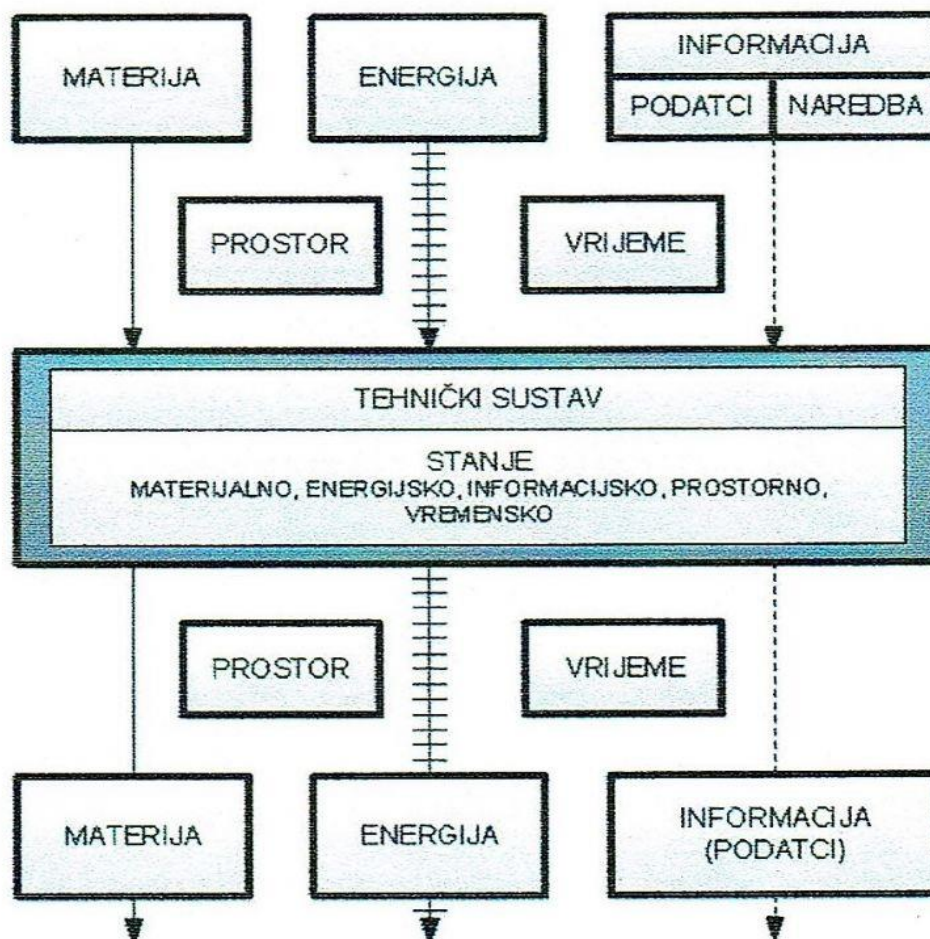 MATERIJA
ENERGIJA
INFORMACIJA
PODATCI
NAREDBA
PROSTOR
VRIJEME
TEHNIČKI SUSTAV
STANJE
MATERIJALNO, ENERGIJSKO, INFORMACIJSKO, PROSTORNO,
VREMENSKO
PROSTOR
VRIJEME
MATERIJA
ENERGIJA
INFORMACIJA
(PODATCI)